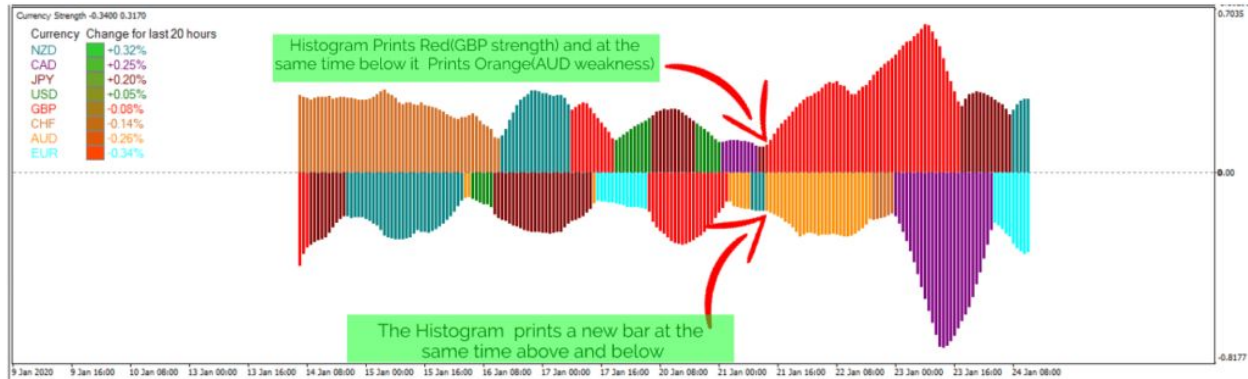 Currency Strength -0.3400 0.3170
0.7035
Currency Change for last 20 hours
NZD +0.32%
CAD +0.25%
JPY +0.20%
USD +0.05%
GBP -0.08%
CHF -0.14%
AUD -0.26%
EUR -0.34%
Histogram Prints Red(GBP strength) and at the
same time below it Prints Orange(AUD weakness)
0.00
The Histogram prints a new bar at the
same time above and below
-0.8177
9 Jan 2020 9 Jan 16:00 10 Jan 08:00 13 Jan 00:00 13 Jan 16:00 14 Jan 08:00 15 Jan 00:00 15 Jan 16:00 16 Jan 08:00 17 Jan 00:00 17 Jan 16:00 20 Jan 08:00 21 Jan 00:00 21 Jan 16:00 22 Jan 08:00 23 Jan 00:00 23 Jan 16:00 24 Jan 08:00